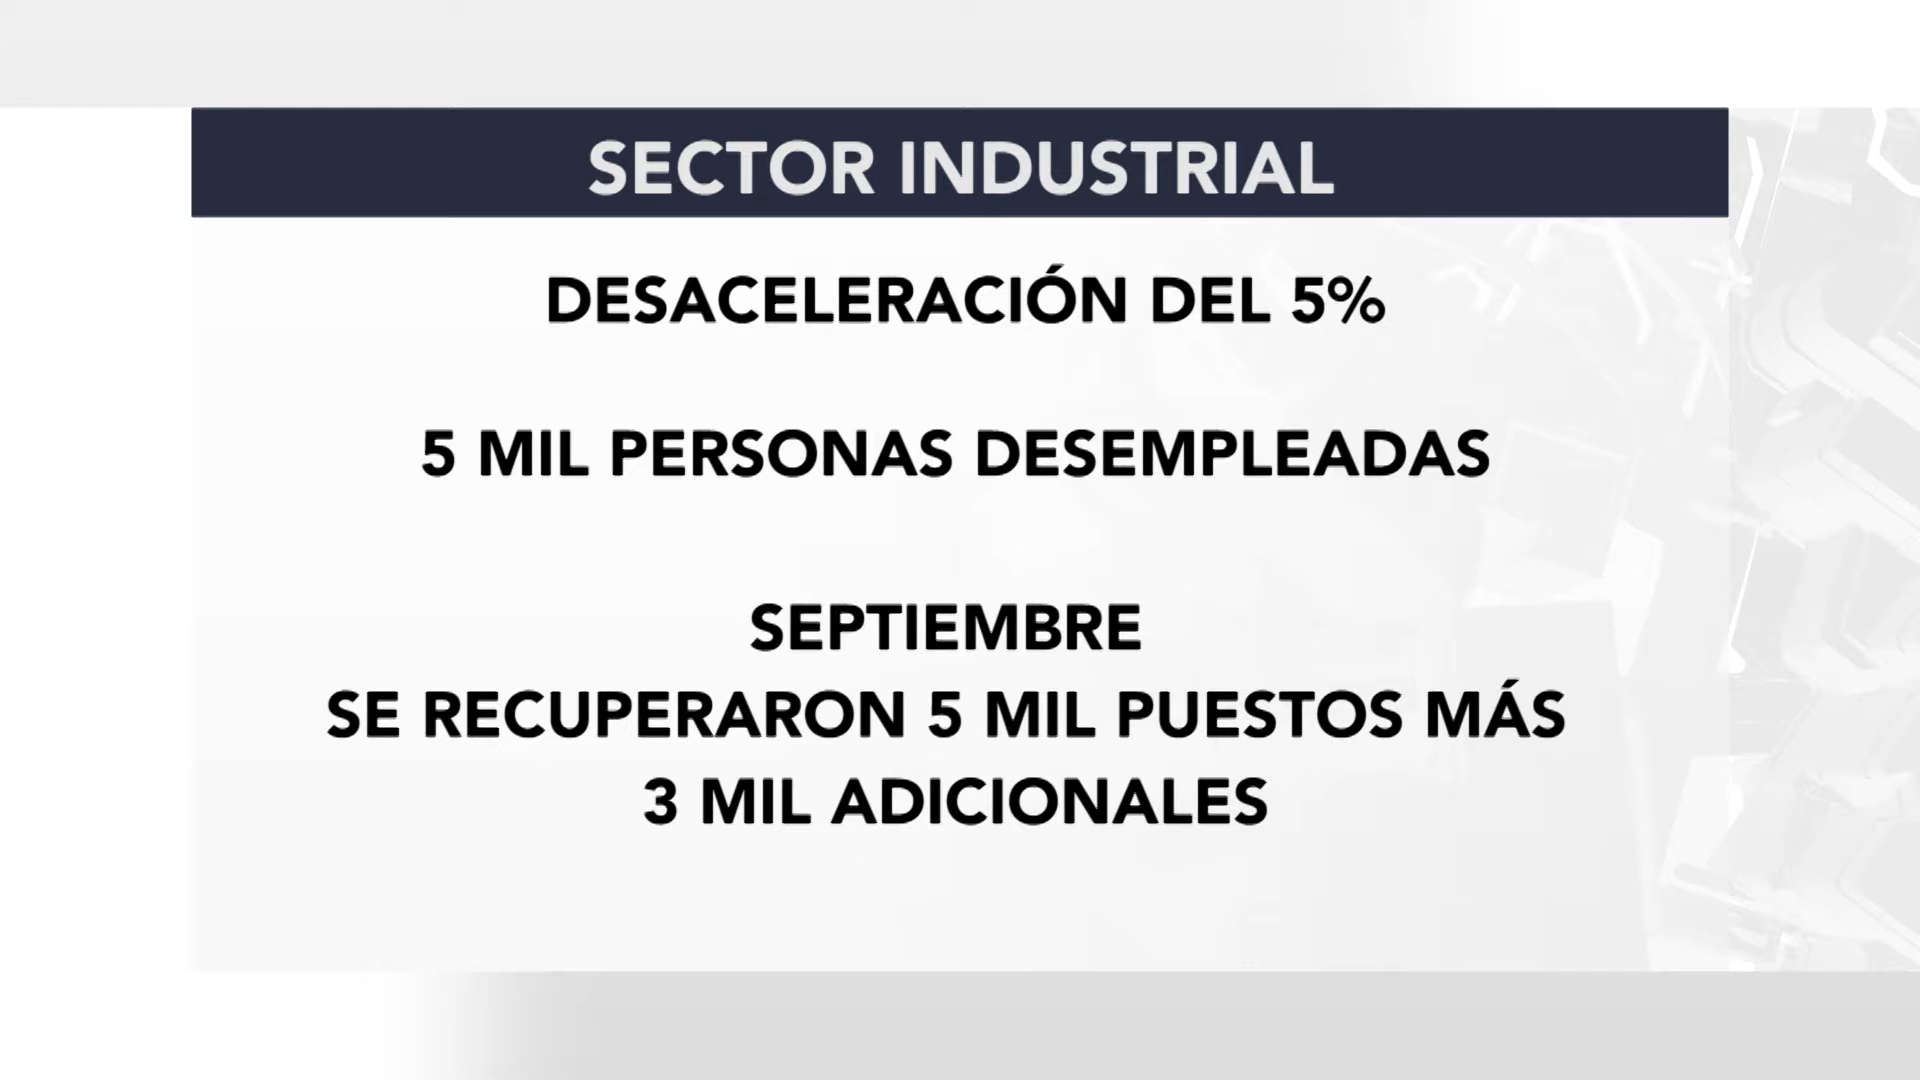 SECTOR INDUSTRIAL
DESACELERACIÓN DEL 5%
5 MIL PERSONAS DESEMPLEADAS
SEPTIEMBRE
SE RECUPERARON 5 MIL PUESTOS MÁS
3 MIL ADICIONALES